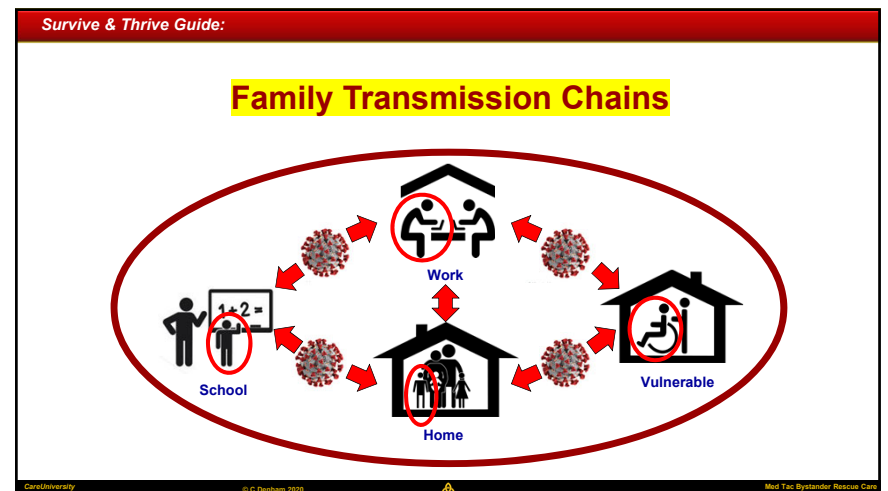 Survive & Thrive Guide:
Family Transmission Chains
Work
1+2=
School
Vulnerable
Home
CareUniversity
© C Denham 2020
Med Tac Bystander Rescue Care